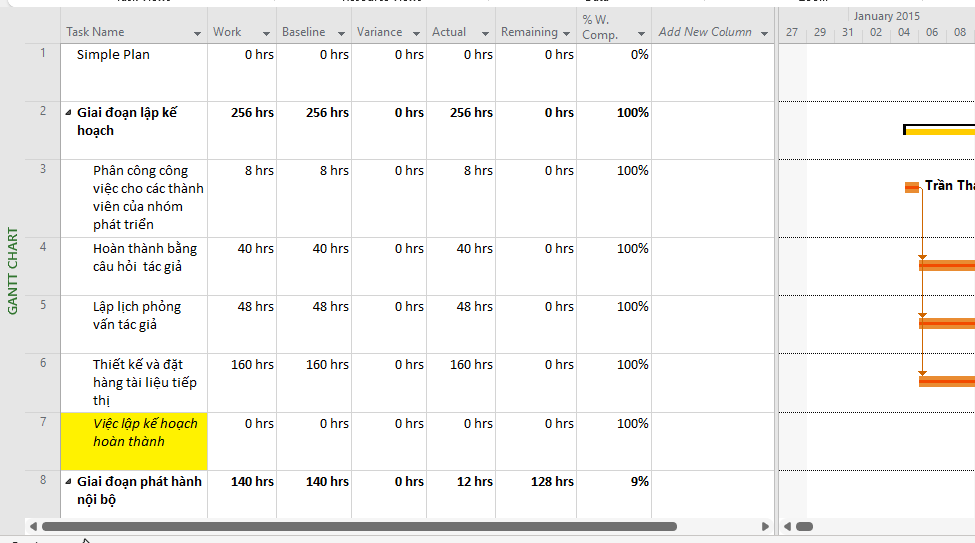 January 2015
Task Name Work Baseline Variance Actual Remaining % W. Comp. Add New Column 27 29 31 02 04 06 08
1 Simple Plan 0 hrs 0 hrs 0 hrs 0 hrs 0 hrs 0%
2 Giai đoạn lập kế 256 hrs 256 hrs 0 hrs 256 hrs 0 hrs 100%
hoạch
3 Phân công công 8 hrs 8 hrs 0 hrs 8 hrs 0 hrs 100%
việc cho các thành Trần Tha
viên của nhóm
phát triển
4 Hoàn thành bằng 40 hrs 40 hrs 0 hrs 40 hrs 0 hrs 100%
câu hỏi tác giả
5 Lập lịch phỏng 48 hrs 48 hrs 0 hrs 48 hrs 0 hrs 100%
vấn tác giả
6 Thiết kế và đặt 160 hrs 160 hrs 0 hrs 160 hrs 0 hrs 100%
hàng tài liệu tiếp
thị
7 Việc lập kế hoạch 0 hrs 0 hrs 0 hrs 0 hrs 0 hrs 100%
hoàn thành
8 Giai đoạn phát hành 140 hrs 140 hrs 0 hrs 12 hrs 128 hrs 9%
nội bộ
GANTT CHART